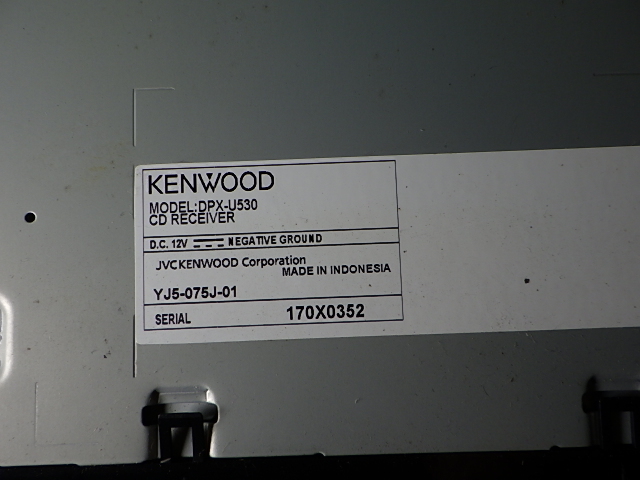 KENWOOD
MODEL:DPX-U530
CD RECEIVER
D.C. 12V NEGATIVE GROUND
JVCKENWOOD Corporation
MADE IN INDONESIA
YJ5-075J-01
SERIAL 170X0352